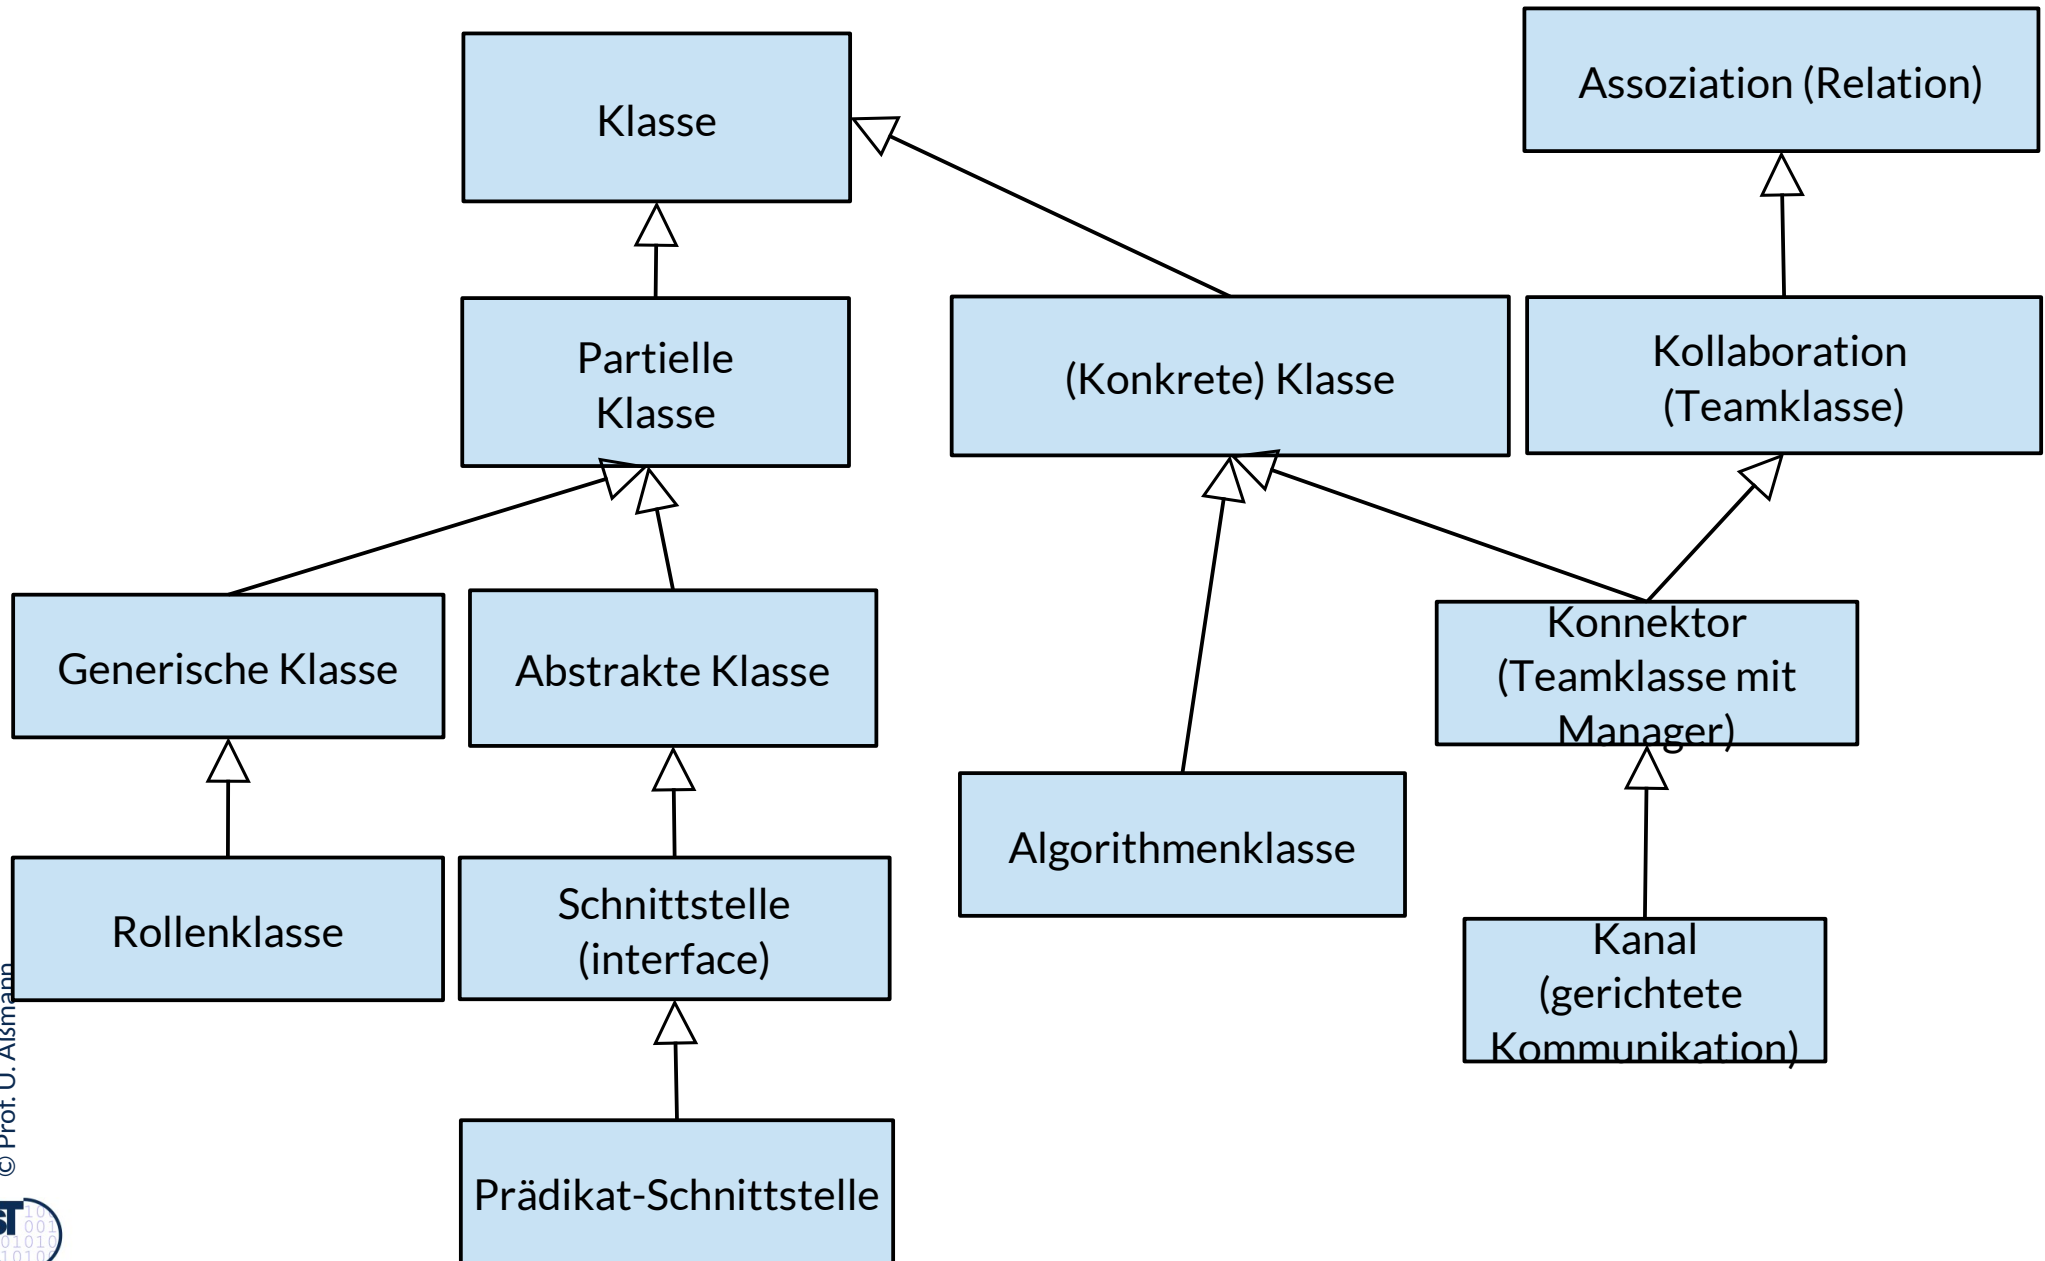 Klasse
Assoziation (Relation)
Partielle
Klasse
(Konkrete) Klasse
Kollaboration
(Teamklasse)
Generische Klasse
Abstrakte Klasse
Konnektor
(Teamklasse mit
Manager)
Algorithmenklasse
Rollenklasse
Schnittstelle
(interface)
Kanal
(gerichtete
Kommunikation)
Prädikat-Schnittstelle
© Prof. U. Aßmann